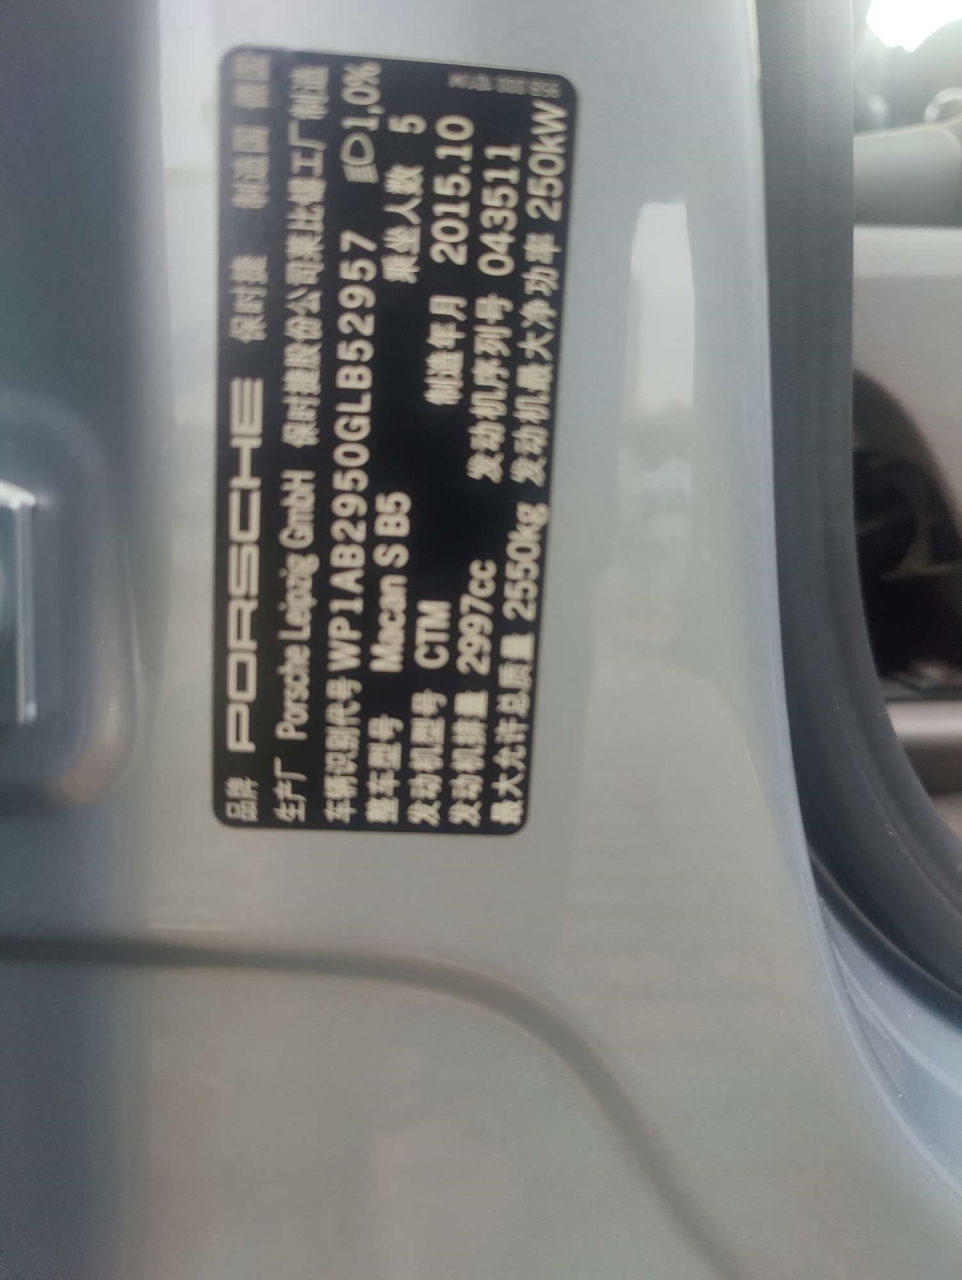 品牌 PORSCHE 保时捷 制造国 德国
生产厂 Porsche Leipzig GmbH 保时捷股份公司莱比锡工厂制造
车辆识别代号 WP1AB2950GLB52957 1,0%
整车型号 Macan S B5 乘坐人数 5
发动机型号 CTM 制造年月 2015.10
发动机排量 2997cc 发动机序列号 043511
最大允许总质量 2550kg 发动机最大净功率 250kW